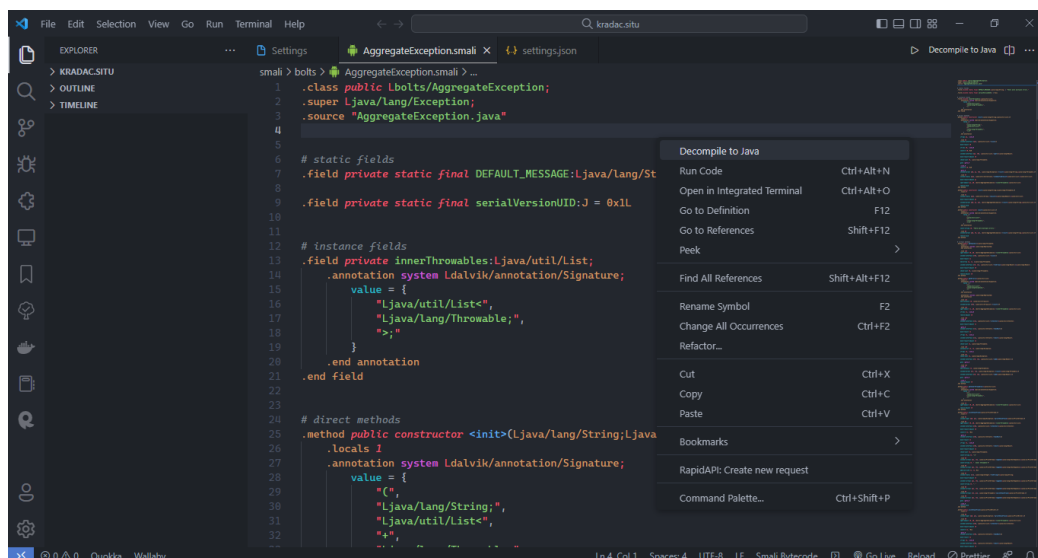 File Edit Selection View Go Run Terminal Help
kradac.situ
EXPLORER
KRADAC.SITU
OUTLINE
TIMELINE
Settings
AggregateException.smali
settings.json
Decompile to Java
smali > bolts > AggregateException.smali > ...
1 .class public Lbolts/AggregateException;
2 .super Ljava/lang/Exception;
3 .source "AggregateException.java"
4
5
6 # static fields
7 .field private static final DEFAULT_MESSAGE:Ljava/lang/St
8
9 .field private static final serialVersionUID:J = 0x1L
10
11
12 # instance fields
13 .field private innerThrowables:Ljava/util/List;
14 .annotation system Ldalvik/annotation/Signature;
15 value = {
16 "Ljava/util/List<",
17 "Ljava/lang/Throwable;",
18 ">;"
19 }
20 .end annotation
21 .end field
22
23
24 # direct methods
25 .method public constructor <init>(Ljava/lang/String;Ljava
26 .locals 1
27 .annotation system Ldalvik/annotation/Signature;
28 value = {
29 "(",
30 "Ljava/lang/String;",
31 "Ljava/util/List<",
32 "+",
Decompile to Java
Run Code Ctrl+Alt+N
Open in Integrated Terminal Ctrl+Alt+O
Go to Definition F12
Go to References Shift+F12
Peek
Find All References Shift+Alt+F12
Rename Symbol F2
Change All Occurrences Ctrl+F2
Refactor...
Cut Ctrl+X
Copy Ctrl+C
Paste Ctrl+V
Bookmarks
RapidAPI: Create new request
Command Palette... Ctrl+Shift+P
0 0 Quokka Wallaby Ln 4, Col 1 Spaces: 4 UTF-8 LF Smali Bytecode Go Live Reload Prettier